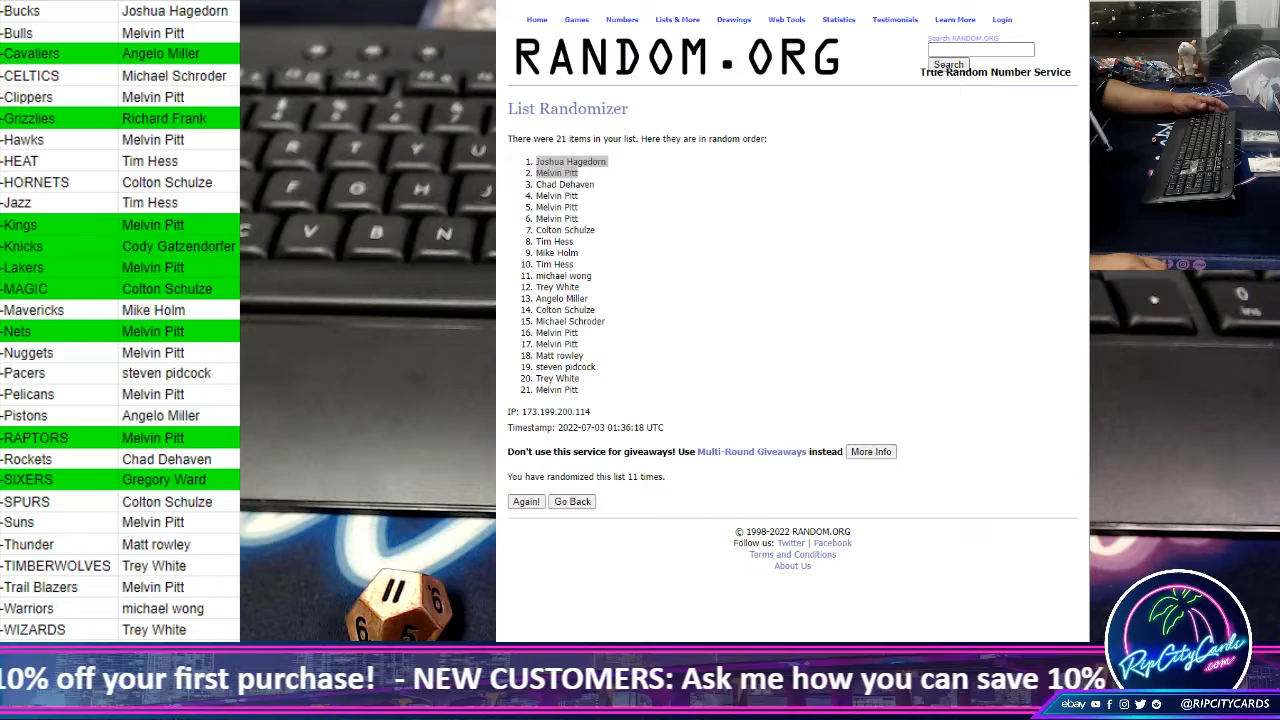 -Bucks Joshua Hagedorn
-Bulls Melvin Pitt
-Cavaliers Angelo Miller
-CELTICS Michael Schroder
-Clippers Melvin Pitt
-Grizzlies Richard Frank
-Hawks Melvin Pitt
-HEAT Tim Hess
-HORNETS Colton Schulze
-Jazz Tim Hess
-Kings Melvin Pitt
-Knicks Cody Gatzendorfer
-Lakers Melvin Pitt
-MAGIC Colton Schulze
-Mavericks Mike Holm
-Nets Melvin Pitt
-Nuggets Melvin Pitt
-Pacers steven pidcock
-Pelicans Melvin Pitt
-Pistons Angelo Miller
-RAPTORS Melvin Pitt
-Rockets Chad Dehaven
-SIXERS Gregory Ward
-SPURS Colton Schulze
-Suns Melvin Pitt
-Thunder Matt rowley
-TIMBERWOLVES Trey White
-Trail Blazers Melvin Pitt
-Warriors michael wong
-WIZARDS Trey White
Home Games Numbers Lists & More Drawings Web Tools Statistics Testimonials Learn More Login
RANDOM.ORG
Search RANDOM.ORG
Search
True Random Number Service
List Randomizer
There were 21 items in your list. Here they are in random order:
1. Joshua Hagedorn
2. Melvin Pitt
3. Chad Dehaven
4. Melvin Pitt
5. Melvin Pitt
6. Melvin Pitt
7. Colton Schulze
8. Tim Hess
9. Mike Holm
10. Tim Hess
11. michael wong
12. Trey White
13. Angelo Miller
14. Colton Schulze
15. Michael Schroder
16. Melvin Pitt
17. Melvin Pitt
18. Matt rowley
19. steven pidcock
20. Trey White
21. Melvin Pitt
IP: 173.199.200.114
Timestamp: 2022-07-03 01:36:18 UTC
Don't use this service for giveaways! Use Multi-Round Giveaways instead More Info
You have randomized this list 11 times.
Again! Go Back
© 1998-2022 RANDOM.ORG
Follow us: Twitter | Facebook
Terms and Conditions
About Us
11
6
6
5
10% off your first purchase! - NEW CUSTOMERS: Ask me how you can save 10%
RipCityCards
.com
ebay @RIPCITYCARDS